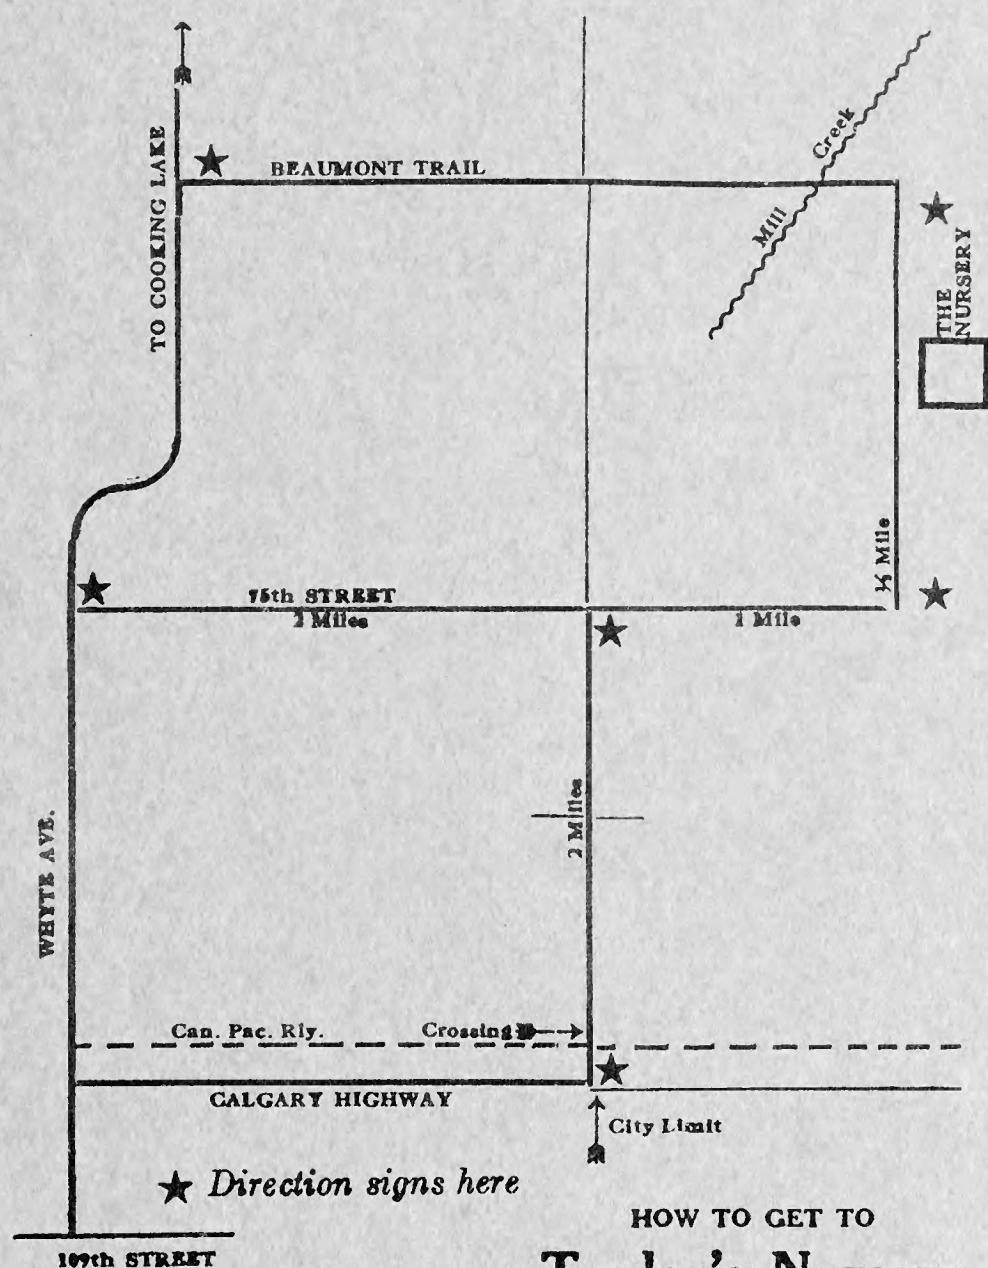 BEAUMONT TRAIL
TO COOKING LAKE
Mill Creek
THE
NURSERY
½ Mile
75th STREET
2 Miles
1 Mile
2 Miles
WHYTE AVE.
Can. Pac. Rly.
Crossing
CALGARY HIGHWAY
City Limit
Direction signs here
HOW TO GET TO
109th STREET